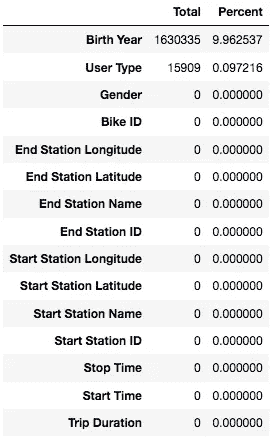 Total Percent
Birth Year 1630335 9.962537
User Type 15909 0.097216
Gender 0 0.000000
Bike ID 0 0.000000
End Station Longitude 0 0.000000
End Station Latitude 0 0.000000
End Station Name 0 0.000000
End Station ID 0 0.000000
Start Station Longitude 0 0.000000
Start Station Latitude 0 0.000000
Start Station Name 0 0.000000
Start Station ID 0 0.000000
Stop Time 0 0.000000
Start Time 0 0.000000
Trip Duration 0 0.000000